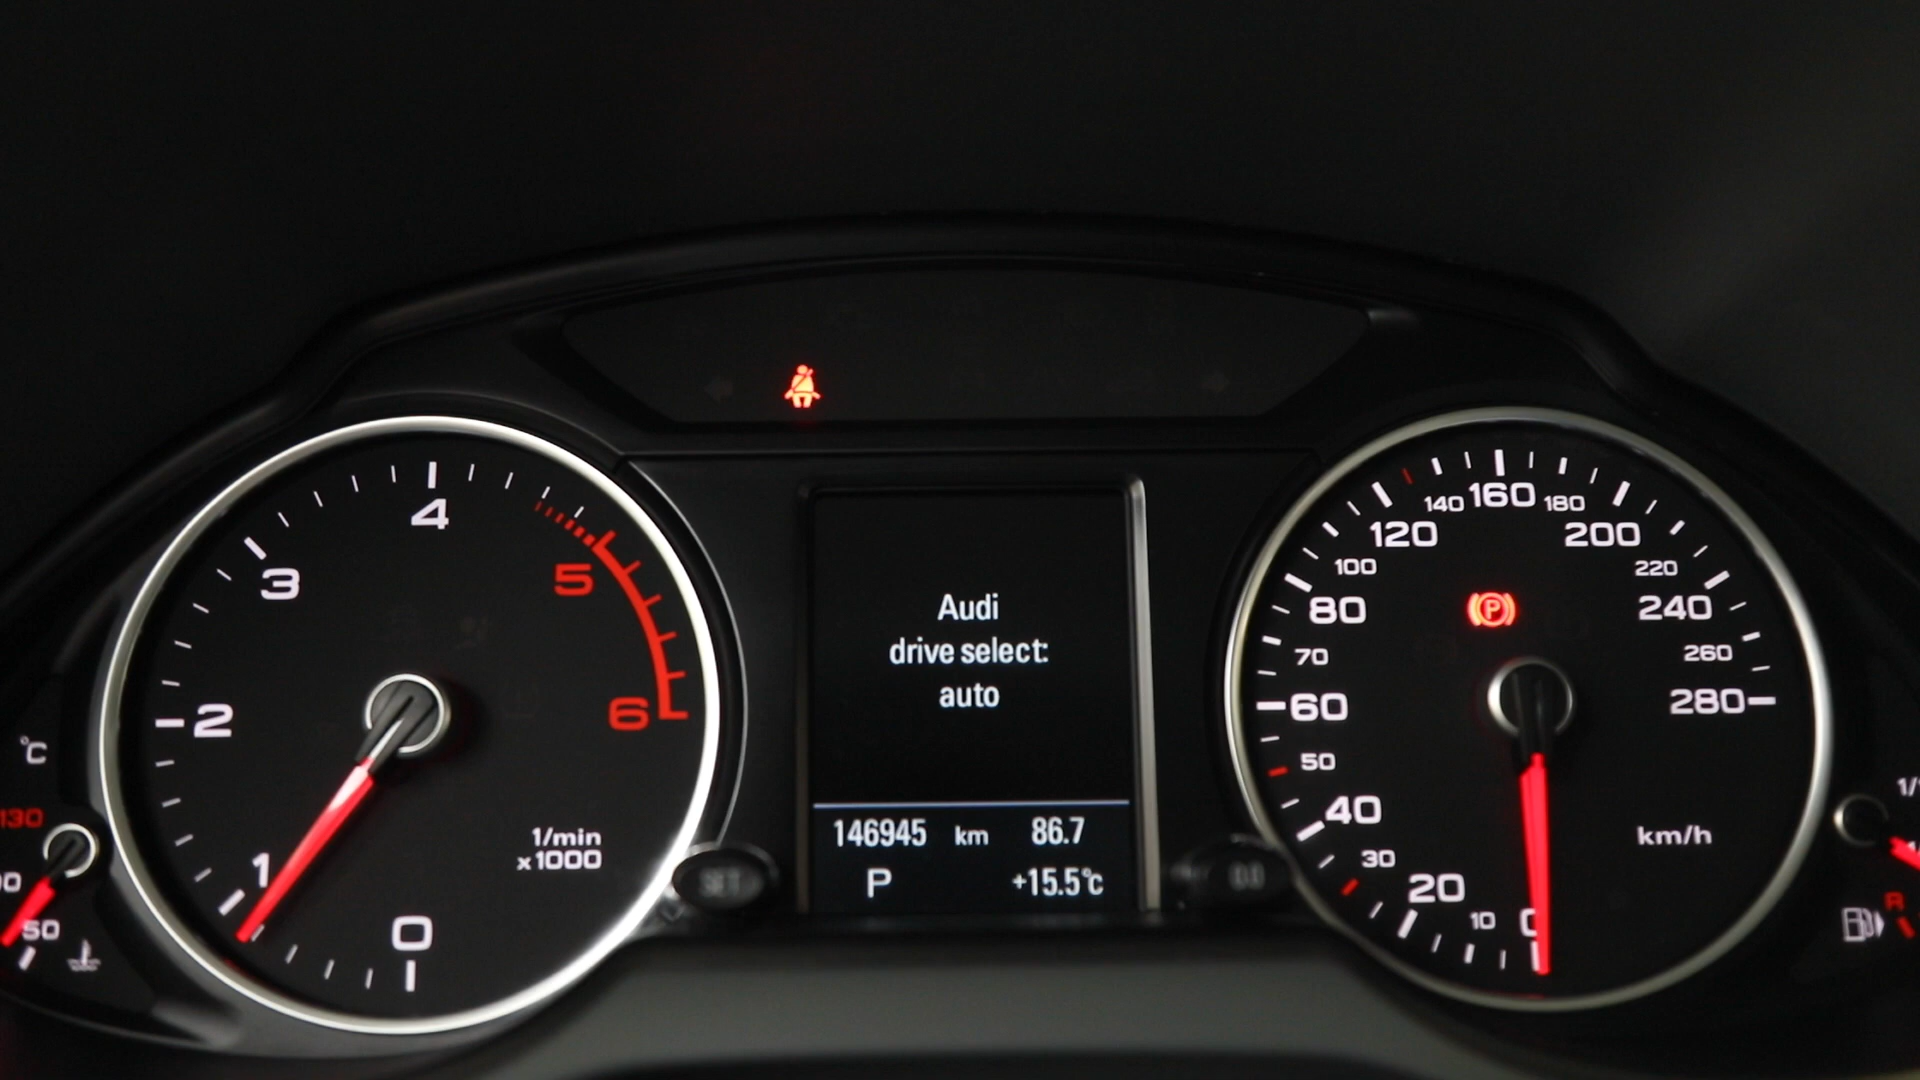 Audi
drive select:
auto
146945 km 86.7
P +15.5°C
0
1
2
3
4
5
6
1/min
x1000
0
10
20
30
40
50
60
70
80
100
120
140
160
180
200
220
240
260
280
km/h
(P)
°C
130
50
SET
0.0
R